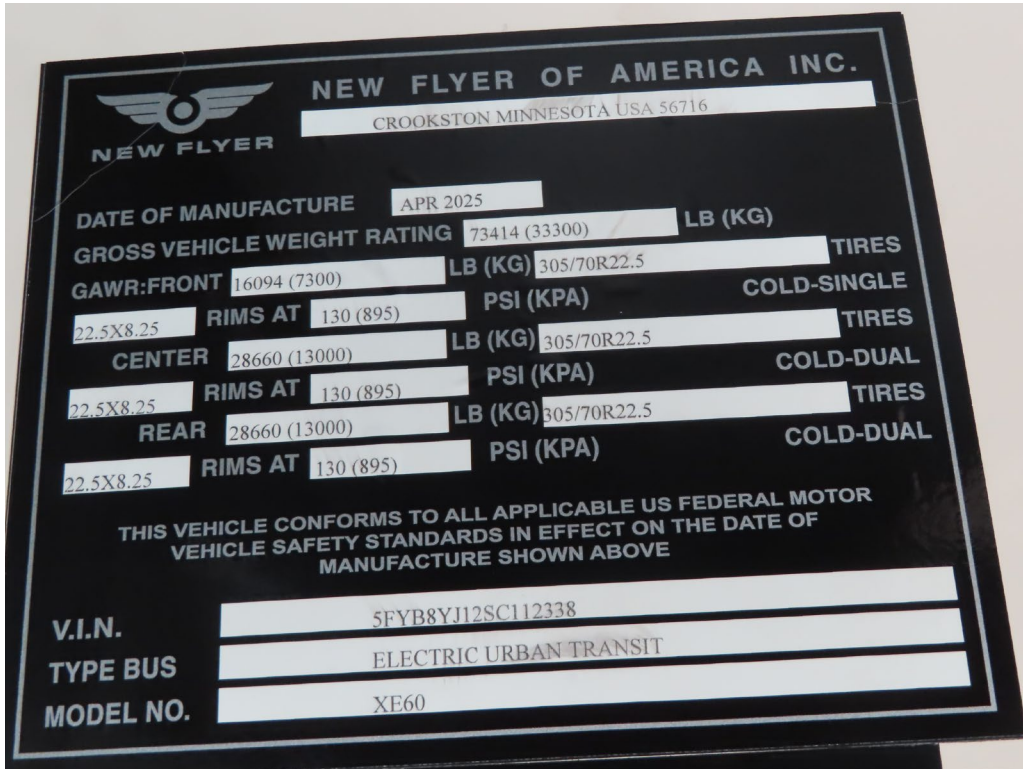 NEW FLYER OF AMERICA INC.
CROOKSTON MINNESOTA USA 56716
NEW FLYER
DATE OF MANUFACTURE APR 2025
GROSS VEHICLE WEIGHT RATING 73414 (33300) LB (KG)
GAWR:FRONT 16094 (7300) LB (KG) 305/70R22.5 TIRES
22.5X8.25 RIMS AT 130 (895) PSI (KPA) COLD-SINGLE
CENTER 28660 (13000) LB (KG) 305/70R22.5 TIRES
22.5X8.25 RIMS AT 130 (895) PSI (KPA) COLD-DUAL
REAR 28660 (13000) LB (KG) 305/70R22.5 TIRES
22.5X8.25 RIMS AT 130 (895) PSI (KPA) COLD-DUAL
THIS VEHICLE CONFORMS TO ALL APPLICABLE US FEDERAL MOTOR
VEHICLE SAFETY STANDARDS IN EFFECT ON THE DATE OF
MANUFACTURE SHOWN ABOVE
V.I.N. 5FYB8YJ12SC112338
TYPE BUS ELECTRIC URBAN TRANSIT
MODEL NO. XE60